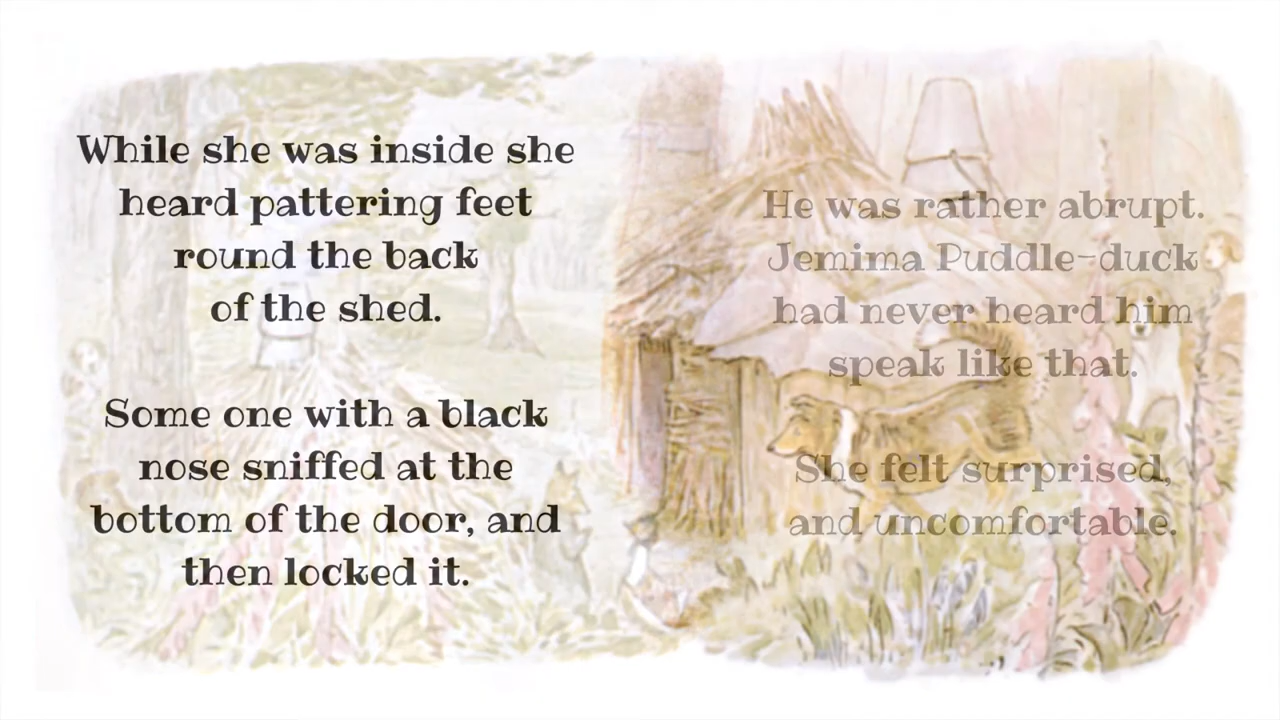 While she was inside she
heard pattering feet
round the back
of the shed.
Some one with a black
nose sniffed at the
bottom of the door, and
then locked it.
He was rather abrupt.
Jemima Puddle-duck
had never heard him
speak like that.
She felt surprised,
and uncomfortable.